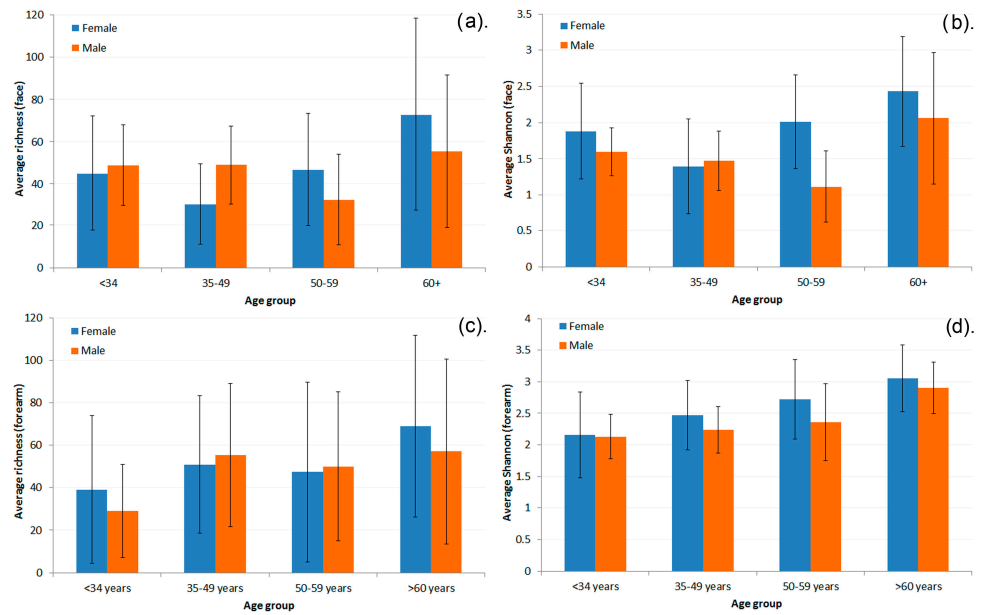 (a).
Female
Male
Average richness (face)
120
100
80
60
40
20
0
<34
35-49
50-59
60+
Age group
(b).
Female
Male
Average Shannon (face)
3.5
3
2.5
2
1.5
1
0.5
0
<34
35-49
50-59
60+
Age group
(c).
Female
Male
Average richness (forearm)
120
100
80
60
40
20
0
<34 years
35-49 years
50-59 years
>60 years
Age group
(d).
Female
Male
Average Shannon (forearm)
4
3.5
3
2.5
2
1.5
1
0.5
0
<34 years
35-49 years
50-59 years
>60 years
Age group